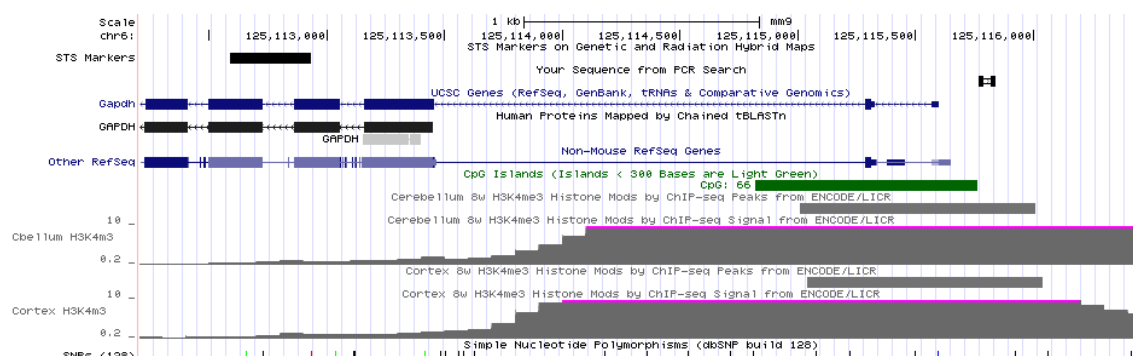 Scale 1 kb mm9
chr6: 125,113,000 125,113,500 125,114,000 125,114,500 125,115,000 125,115,500 125,116,000
STS Markers on Genetic and Radiation Hybrid Maps
STS Markers
Your Sequence from PCR Search
UCSC Genes (RefSeq, GenBank, tRNAs & Comparative Genomics)
Gapdh
Human Proteins Mapped by Chained tBLASTn
GAPDH
GAPDH
Non-Mouse RefSeq Genes
Other RefSeq
CpG Islands (Islands < 300 Bases are Light Green)
CpG: 66
Cerebellum 8w H3K4me3 Histone Mods by ChIP-seq Peaks from ENCODE/LICR
Cerebellum 8w H3K4me3 Histone Mods by ChIP-seq Signal from ENCODE/LICR
10 _
Cbellum H3K4m3
0.2 _
Cortex 8w H3K4me3 Histone Mods by ChIP-seq Peaks from ENCODE/LICR
Cortex 8w H3K4me3 Histone Mods by ChIP-seq Signal from ENCODE/LICR
10 _
Cortex H3K4m3
0.2 _
Simple Nucleotide Polymorphisms (dbSNP build 128)
SNPs (128)